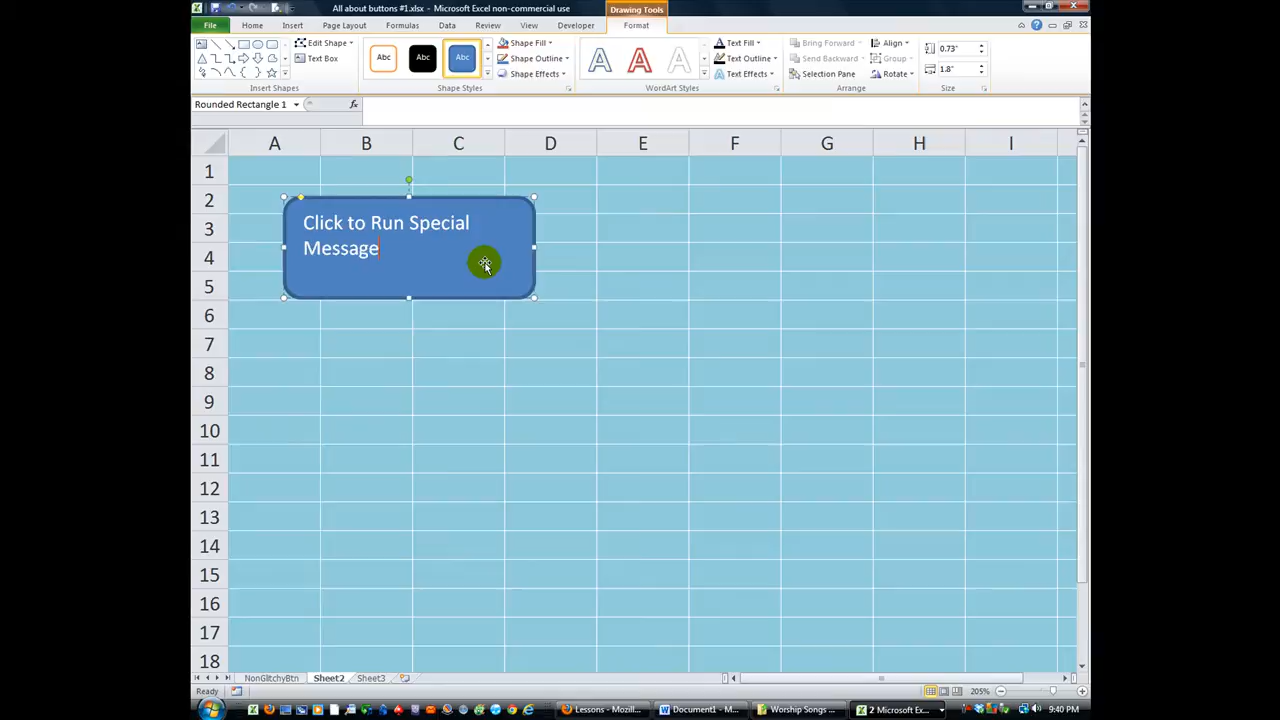 All about buttons #1.xlsx - Microsoft Excel non-commercial use
Drawing Tools
File Home Insert Page Layout Formulas Data Review View Developer Format
Edit Shape
Text Box
Insert Shapes
Abc Abc Abc
Shape Fill
Shape Outline
Shape Effects
Shape Styles
A A A
Text Fill
Text Outline
Text Effects
WordArt Styles
Bring Forward
Send Backward
Selection Pane
Align
Group
Rotate
Arrange
0.73"
1.8"
Size
Rounded Rectangle 1
fx
A B C D E F G H I
1
2
3
4
5
6
7
8
9
10
11
12
13
14
15
16
17
18
Click to Run Special
Message
NonGlitchyBtn Sheet2 Sheet3
Ready
205%
Lessons - Mozill...
Document1 - M...
Worship Songs ...
2 Microsoft Exc...
9:40 PM